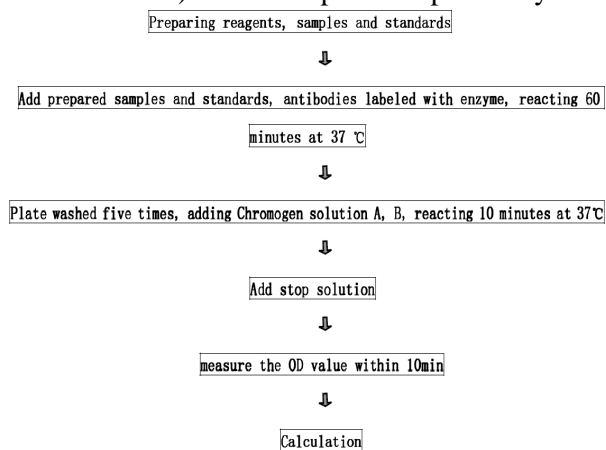 Preparing reagents, samples and standards
⇩
Add prepared samples and standards, antibodies labeled with enzyme, reacting 60
minutes at 37 ℃
⇩
Plate washed five times, adding Chromogen solution A, B, reacting 10 minutes at 37℃
⇩
Add stop solution
⇩
measure the OD value within 10min
⇩
Calculation